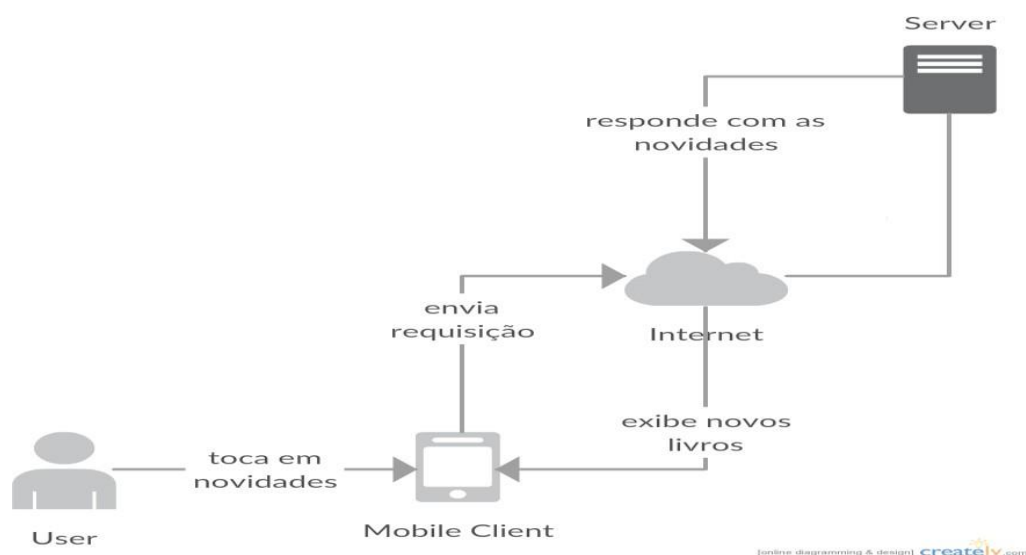 Server
responde com as
novidades
envia
requisição
Internet
exibe novos
livros
toca em
novidades
User
Mobile Client
[online diagramming & design] creately.com